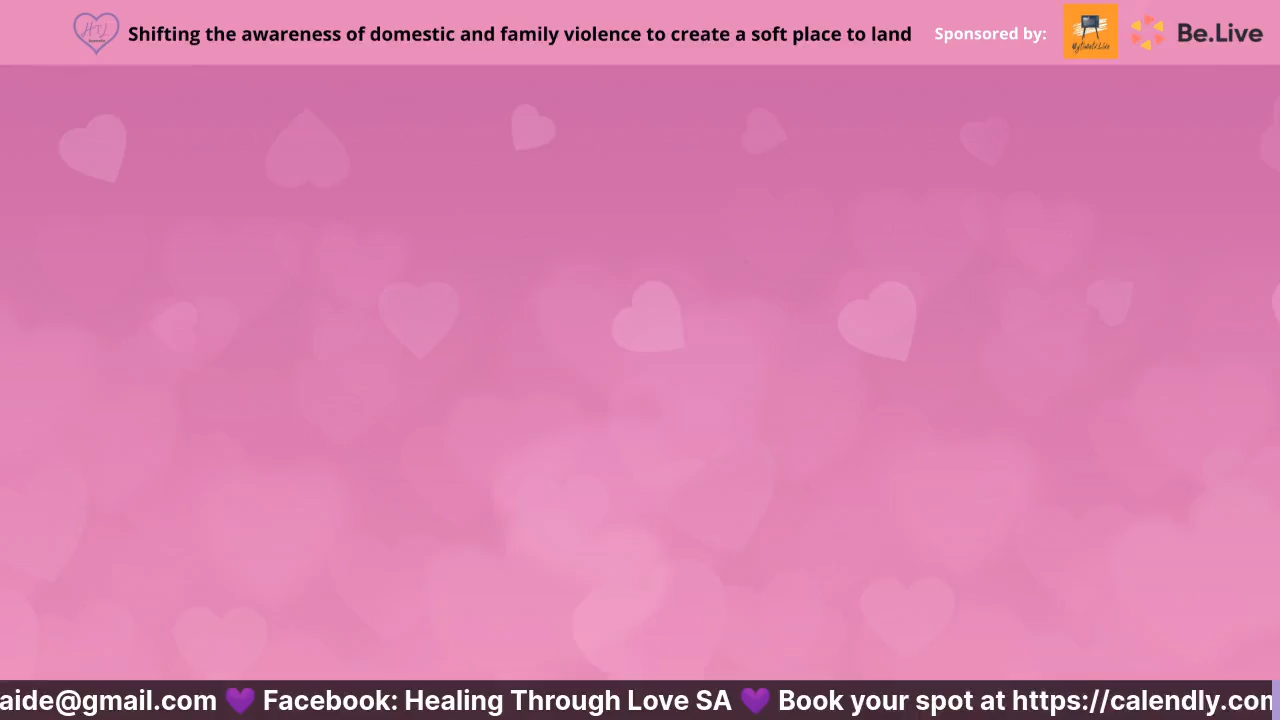 HTL
Shifting the awareness of domestic and family violence to create a soft place to land
Sponsored by:
Be.Live
aide@gmail.com 💜 Facebook: Healing Through Love SA 💜 Book your spot at https://calendly.com